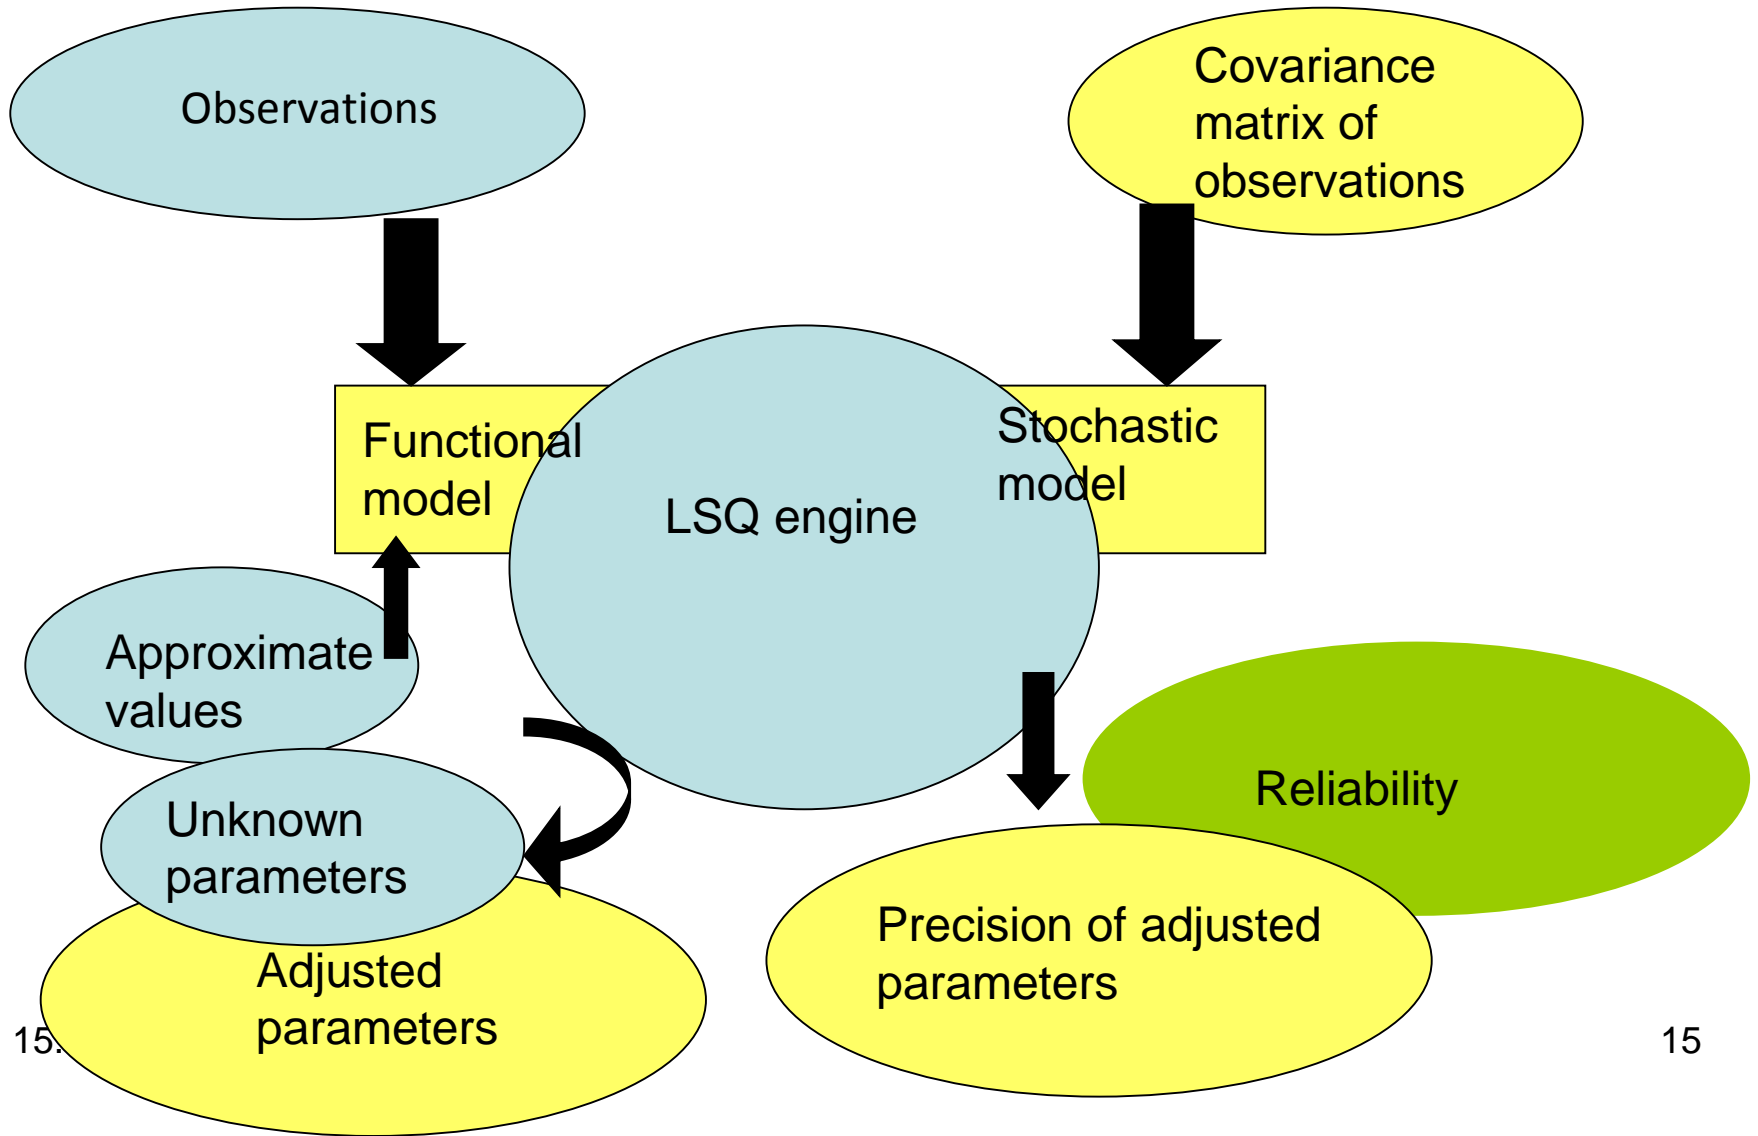 Observations
Covariance
matrix of
observations
Functional
model
Stochastic
model
LSQ engine
Approximate
values
Unknown
parameters
Reliability
Adjusted
parameters
Precision of adjusted
parameters
15.
15